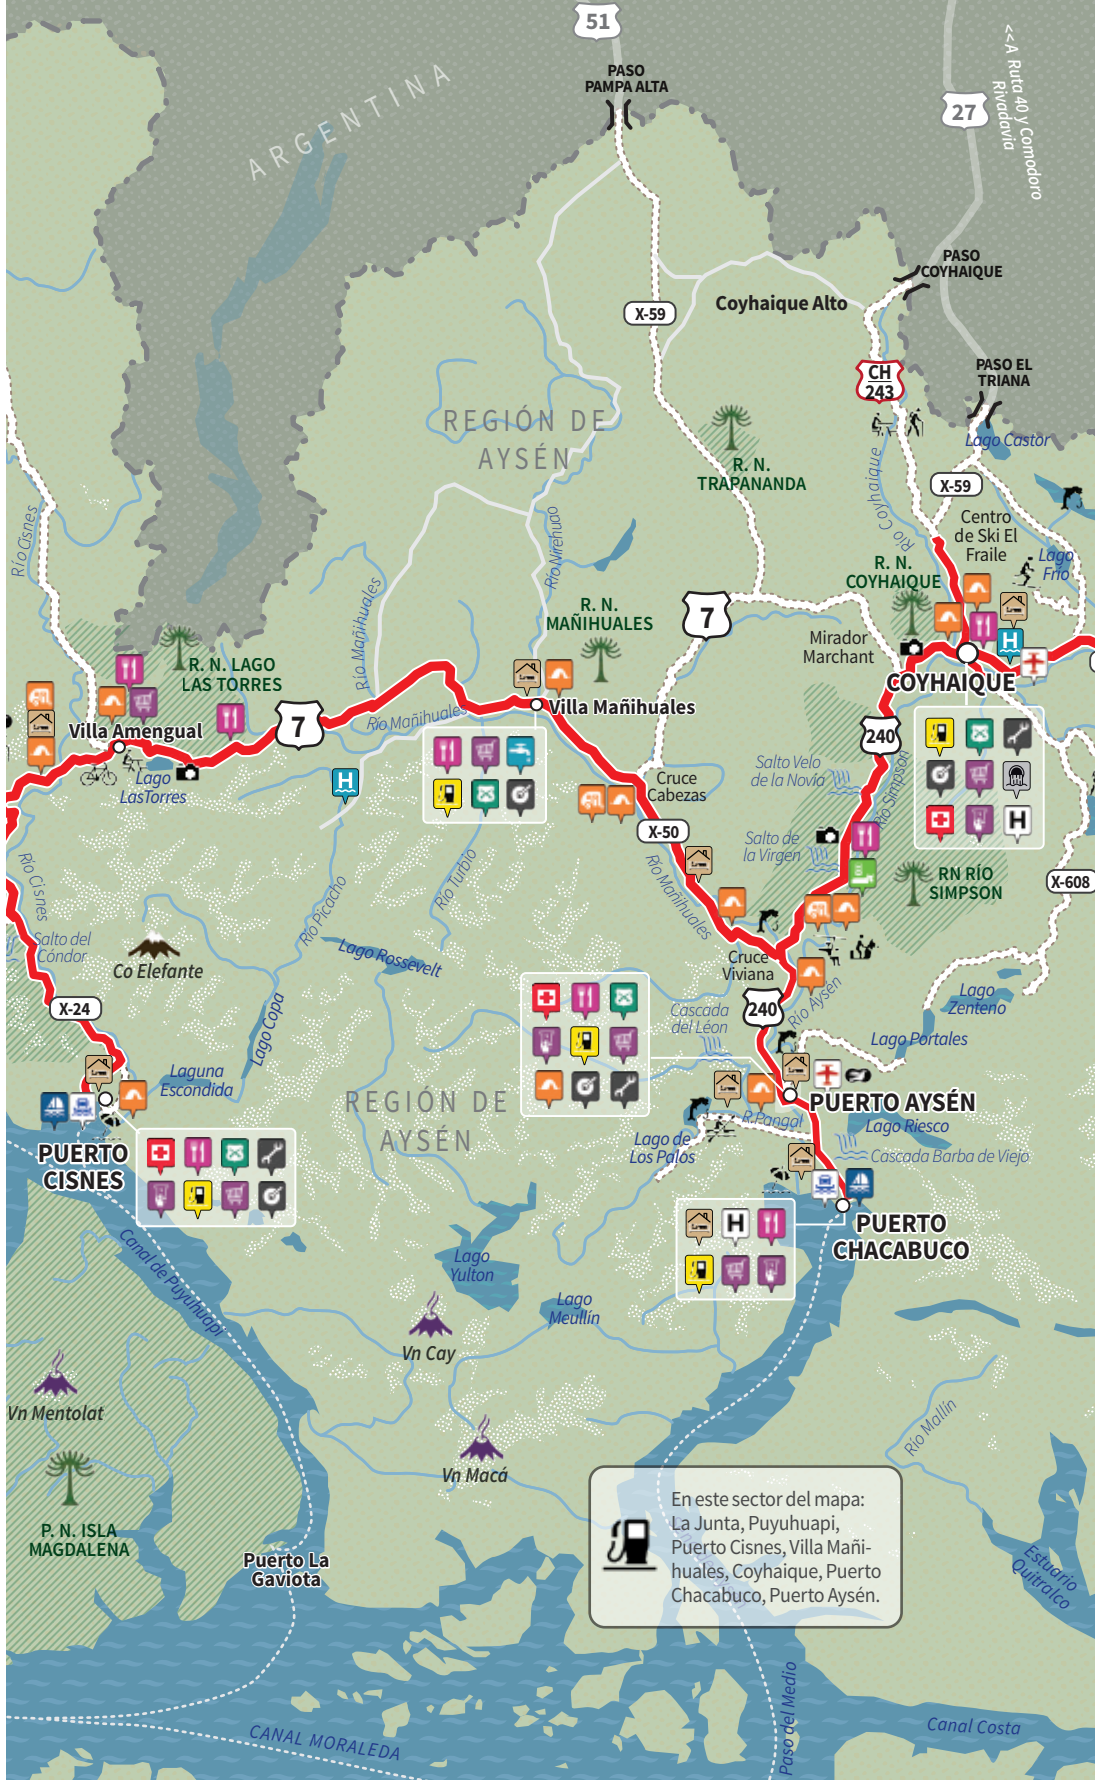 51
PASO
PAMPA ALTA
ARGENTINA
27
<<A Ruta 40 y Comodoro
Rivadavia
PASO
COYHAIQUE
Coyhaique Alto
X-59
CH
243
PASO EL
TRIANA
Lago Castor
REGIÓN DE
AYSÉN
R. N.
TRAPANANDA
Río Coyhaique
X-59
Centro
de Ski El
Fraile
Lago
Frío
Río Cisnes
Río Ñirehuao
R. N.
COYHAIQUE
R. N.
MAÑIHUALES
7
Río Mañihuales
Mirador
Marchant
H
R. N. LAGO
LAS TORRES
COYHAIQUE
7
Río Mañihuales
Villa Mañihuales
Villa Amengual
240
Lago
LasTorres
H
Cruce
Cabezas
Salto Velo
de la Novia
Río Simpson
H
X-50
Salto de
la Virgen
Río Cisnes
Río Turbio
Río Mañihuales
RN RÍO
SIMPSON
X-608
Río Picacho
Salto del
Cóndor
Co Elefante
Lago Rossevelt
Cruce
Viviana
X-24
Lago Copa
240
Río Aysén
Cascada
del Léon
Lago
Zenteno
Lago Portales
Laguna
Escondida
REGIÓN DE
AYSÉN
PUERTO AYSÉN
R.Pangal
Lago Riesco
Lago de
Los Palos
Cascada Barba de Viejo
PUERTO
CISNES
H
PUERTO
CHACABUCO
Canal de Puyuhuapi
Lago
Yulton
Lago
Meullín
Vn Cay
Vn Mentolat
Río Mallín
Vn Macá
En este sector del mapa:
La Junta, Puyuhuapi,
Puerto Cisnes, Villa Mañi-
huales, Coyhaique, Puerto
Chacabuco, Puerto Aysén.
P. N. ISLA
MAGDALENA
Puerto La
Gaviota
Estuario
Quitralco
Paso del Medio
CANAL MORALEDA
Canal Costa